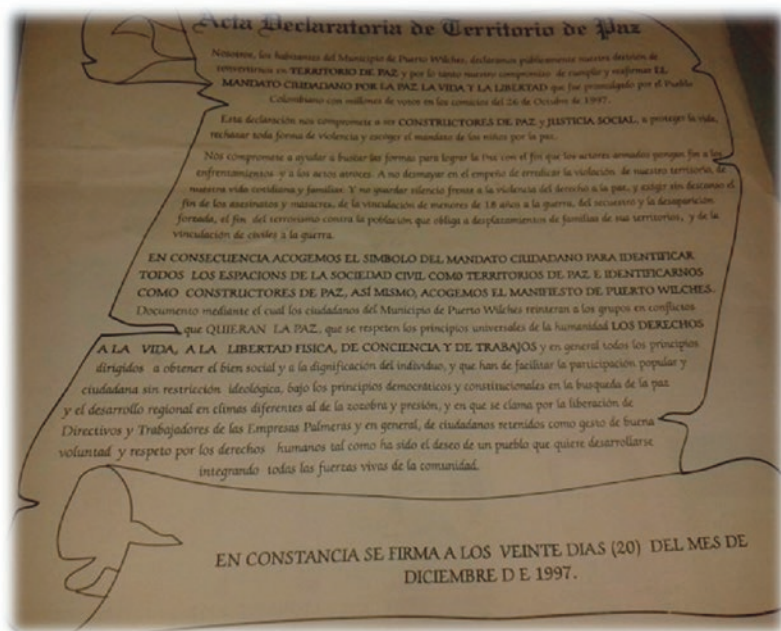 Acta Declaratoria de Territorio de Paz
Nosotros, los habitantes del Municipio de Puerto Wilches, declaramos públicamente nuestra decisión de
convertirnos en TERRITORIO DE PAZ y por lo tanto nuestro compromiso de cumplir y reafirmar EL
MANDATO CIUDADANO POR LA PAZ LA VIDA Y LA LIBERTAD que fue promulgado por el Pueblo
Colombiano con millones de votos en los comicios del 26 de Octubre de 1997.
Esta declaración nos compromete a ser CONSTRUCTORES DE PAZ y JUSTICIA SOCIAL, a proteger la vida,
rechazar toda forma de violencia y escoger el mandato de los niños por la paz.
Nos compromete a ayudar a buscar las formas para lograr la Paz con el fin que los actores armados pongan fin a los
enfrentamientos y a los actos atroces. A no desmayar en el empeño de erradicar la violación de nuestro territorio, de
nuestra vida cotidiana y familiar. Y no guardar silencio frente a la violencia del derecho a la paz, y exigir sin descanso el
fin de los asesinatos y masacres, de la vinculación de menores de 18 años a la guerra, del secuestro y la desaparición
forzada, el fin del terrorismo contra la población que obliga a desplazamientos de familias de sus territorios, y de la
vinculación de civiles a la guerra.
EN CONSECUENCIA ACOGEMOS EL SIMBOLO DEL MANDATO CIUDADANO PARA IDENTIFICAR
TODOS LOS ESPACIONS DE LA SOCIEDAD CIVIL COMO TERRITORIOS DE PAZ E IDENTIFICARNOS
COMO CONSTRUCTORES DE PAZ, ASÍ MISMO, ACOGEMOS EL MANIFIESTO DE PUERTO WILCHES.
Documento mediante el cual los ciudadanos del Municipio de Puerto Wilches reinteran a los grupos en conflictos
que QUIERAN LA PAZ, que se respeten los principios universales de la humanidad LOS DERECHOS
A LA VIDA, A LA LIBERTAD FISICA, DE CONCIENCIA Y DE TRABAJOS y en general todos los principios
dirigidos a obtener el bien social y a la dignificación del individuo, y que han de facilitar la participación popular y
ciudadana sin restricción ideológica, bajo los principios democráticos y constitucionales en la busqueda de la paz
y el desarrollo regional en climas diferentes al de la zozobra y presión, y en que se clama por la liberación de
Directivos y Trabajadores de las Empresas Palmeras y en general, de ciudadanos retenidos como gesto de buena
voluntad y respeto por los derechos humanos tal como ha sido el deseo de un pueblo que quiere desarrollarse
integrando todas las fuerzas vivas de la comunidad.
EN CONSTANCIA SE FIRMA A LOS VEINTE DIAS (20) DEL MES DE
DICIEMBRE D E 1997.